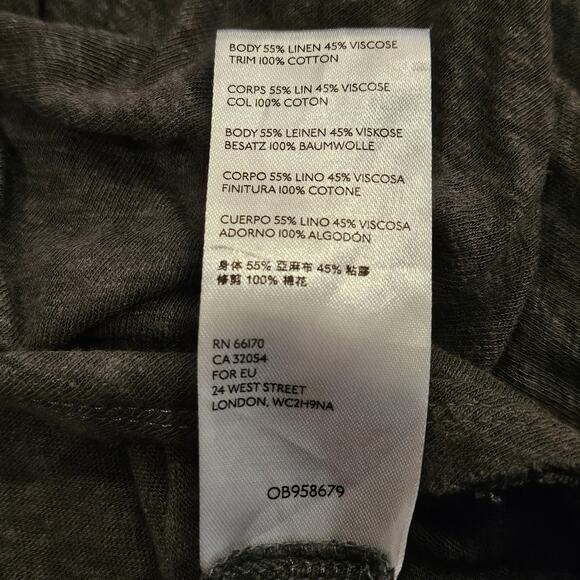 BODY 55% LINEN 45% VISCOSE
TRIM 100% COTTON
CORPS 55% LIN 45% VISCOSE
COL 100% COTON
BODY 55% LEINEN 45% VISKOSE
BESATZ 100% BAUMWOLLE
CORPO 55% LINO 45% VISCOSA
FINITURA 100% COTONE
CUERPO 55% LINO 45% VISCOSA
ADORNO 100% ALGODÓN
身体 55% 亞麻布 45% 粘膠
修剪 100% 棉花
RN 66170
CA 32054
FOR EU
24 WEST STREET
LONDON, WC2H9NA
OB958679